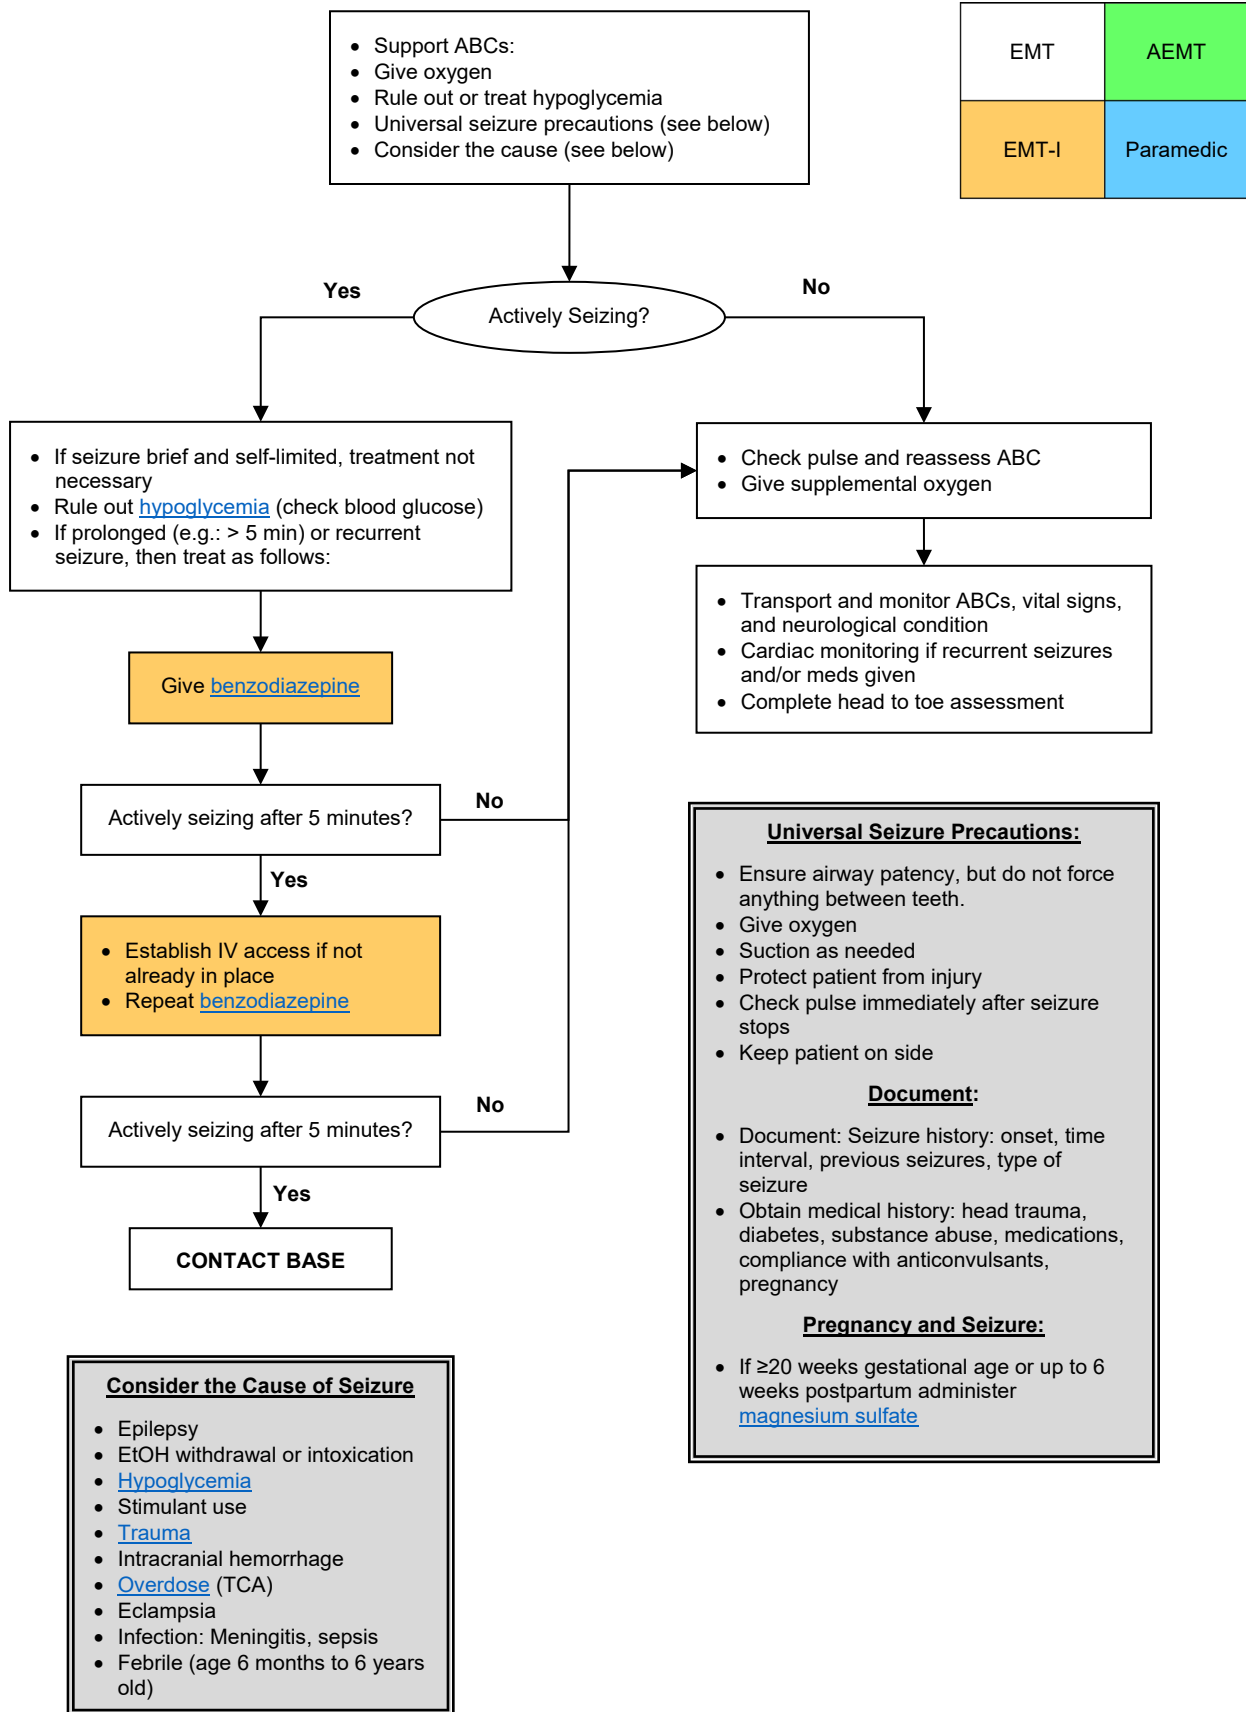 • Support ABCs:
• Give oxygen
• Rule out or treat hypoglycemia
• Universal seizure precautions (see below)
• Consider the cause (see below)
EMT
AEMT
EMT-I
Paramedic
Actively Seizing?
Yes
No
• If seizure brief and self-limited, treatment not
necessary
• Rule out hypoglycemia (check blood glucose)
• If prolonged (e.g.: > 5 min) or recurrent
seizure, then treat as follows:
• Check pulse and reassess ABC
• Give supplemental oxygen
• Transport and monitor ABCs, vital signs,
and neurological condition
• Cardiac monitoring if recurrent seizures
and/or meds given
• Complete head to toe assessment
Give benzodiazepine
Actively seizing after 5 minutes?
No
Yes
• Establish IV access if not
already in place
• Repeat benzodiazepine
Actively seizing after 5 minutes?
No
Yes
CONTACT BASE
Universal Seizure Precautions:
• Ensure airway patency, but do not force
anything between teeth.
• Give oxygen
• Suction as needed
• Protect patient from injury
• Check pulse immediately after seizure
stops
• Keep patient on side
Document:
• Document: Seizure history: onset, time
interval, previous seizures, type of
seizure
• Obtain medical history: head trauma,
diabetes, substance abuse, medications,
compliance with anticonvulsants,
pregnancy
Pregnancy and Seizure:
• If ≥20 weeks gestational age or up to 6
weeks postpartum administer
magnesium sulfate
Consider the Cause of Seizure
• Epilepsy
• EtOH withdrawal or intoxication
• Hypoglycemia
• Stimulant use
• Trauma
• Intracranial hemorrhage
• Overdose (TCA)
• Eclampsia
• Infection: Meningitis, sepsis
• Febrile (age 6 months to 6 years
old)